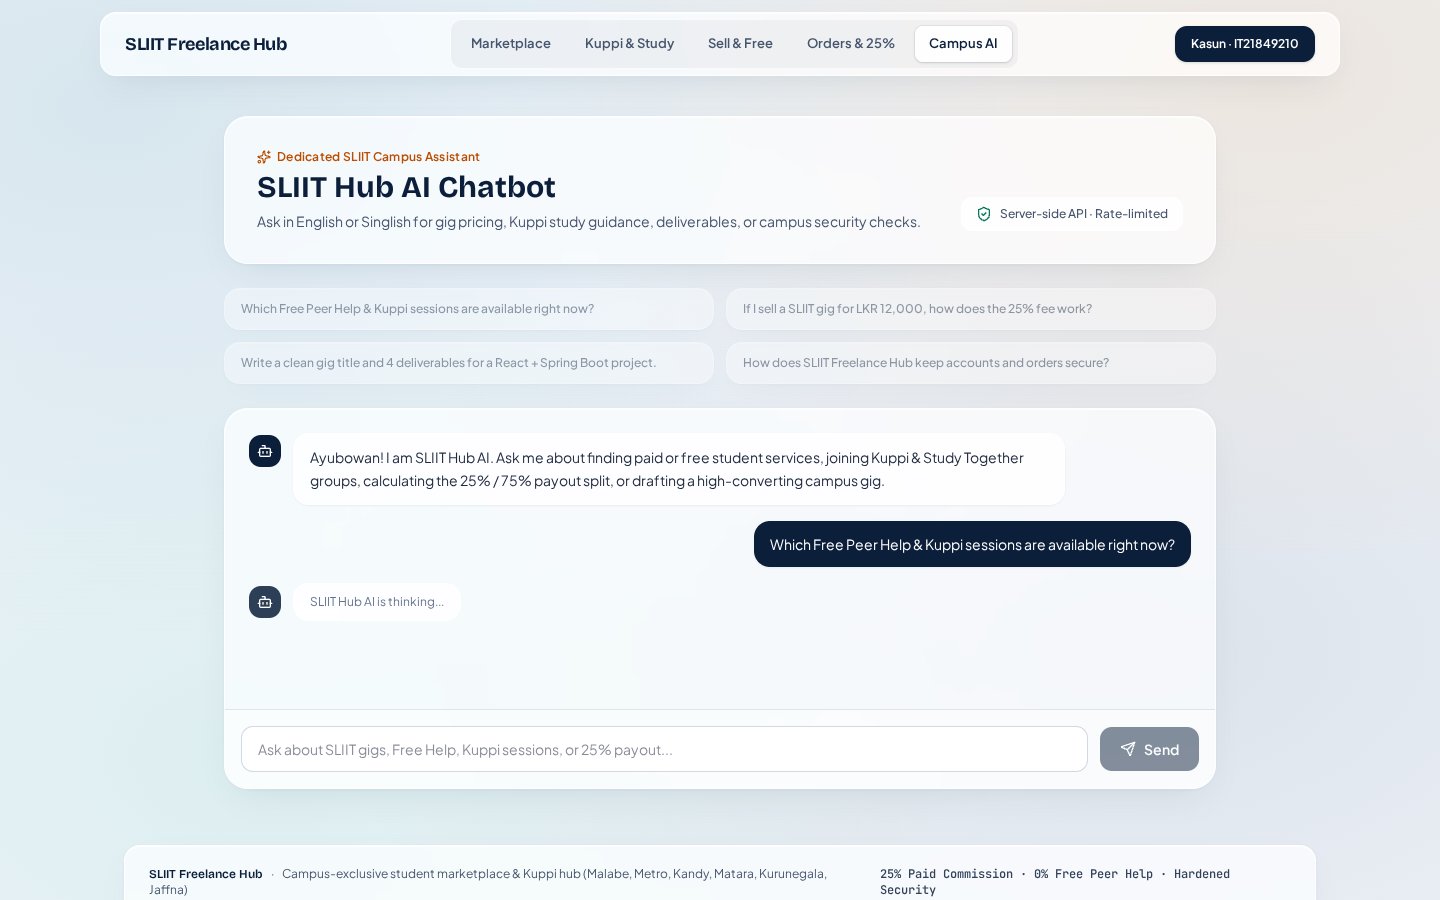 SLIIT Freelance Hub
Marketplace
Kuppi & Study
Sell & Free
Orders & 25%
Campus AI
Kasun · IT21849210
Dedicated SLIIT Campus Assistant
SLIIT Hub AI Chatbot
Ask in English or Singlish for gig pricing, Kuppi study guidance, deliverables, or campus security checks.
Server-side API · Rate-limited
Which Free Peer Help & Kuppi sessions are available right now?
If I sell a SLIIT gig for LKR 12,000, how does the 25% fee work?
Write a clean gig title and 4 deliverables for a React + Spring Boot project.
How does SLIIT Freelance Hub keep accounts and orders secure?
Ayubowan! I am SLIIT Hub AI. Ask me about finding paid or free student services, joining Kuppi & Study Together
groups, calculating the 25% / 75% payout split, or drafting a high-converting campus gig.
Which Free Peer Help & Kuppi sessions are available right now?
SLIIT Hub AI is thinking...
Ask about SLIIT gigs, Free Help, Kuppi sessions, or 25% payout...
Send
SLIIT Freelance Hub · Campus-exclusive student marketplace & Kuppi hub (Malabe, Metro, Kandy, Matara, Kurunegala,
Jaffna)
25% Paid Commission · 0% Free Peer Help · Hardened
Security